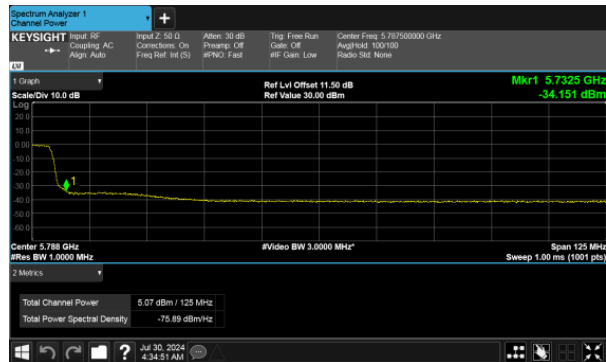 Spectrum Analyzer 1
Channel Power
KEYSIGHT
Input: RF
Coupling: AC
Align: Auto
Input Z: 50 Ω
Corrections: On
Freq Ref: Int (S)
Atten: 30 dB
Preamp: Off
#PNO: Fast
Trig: Free Run
Gate: Off
#IF Gain: Low
Center Freq: 5.787500000 GHz
Avg|Hold: 100/100
Radio Std: None
LXI
1 Graph
Scale/Div 10.0 dB
Ref Lvl Offset 11.50 dB
Ref Value 30.00 dBm
Mkr1 5.7325 GHz
-34.151 dBm
Log
20.0
10.0
0.00
-10.0
-20.0
-30.0
-40.0
-50.0
-60.0
1
Center 5.788 GHz
#Res BW 1.0000 MHz
#Video BW 3.0000 MHz*
Span 125 MHz
Sweep 1.00 ms (1001 pts)
2 Metrics
Total Channel Power 5.07 dBm / 125 MHz
Total Power Spectral Density -75.89 dBm/Hz
?
Jul 30, 2024
4:34:51 AM